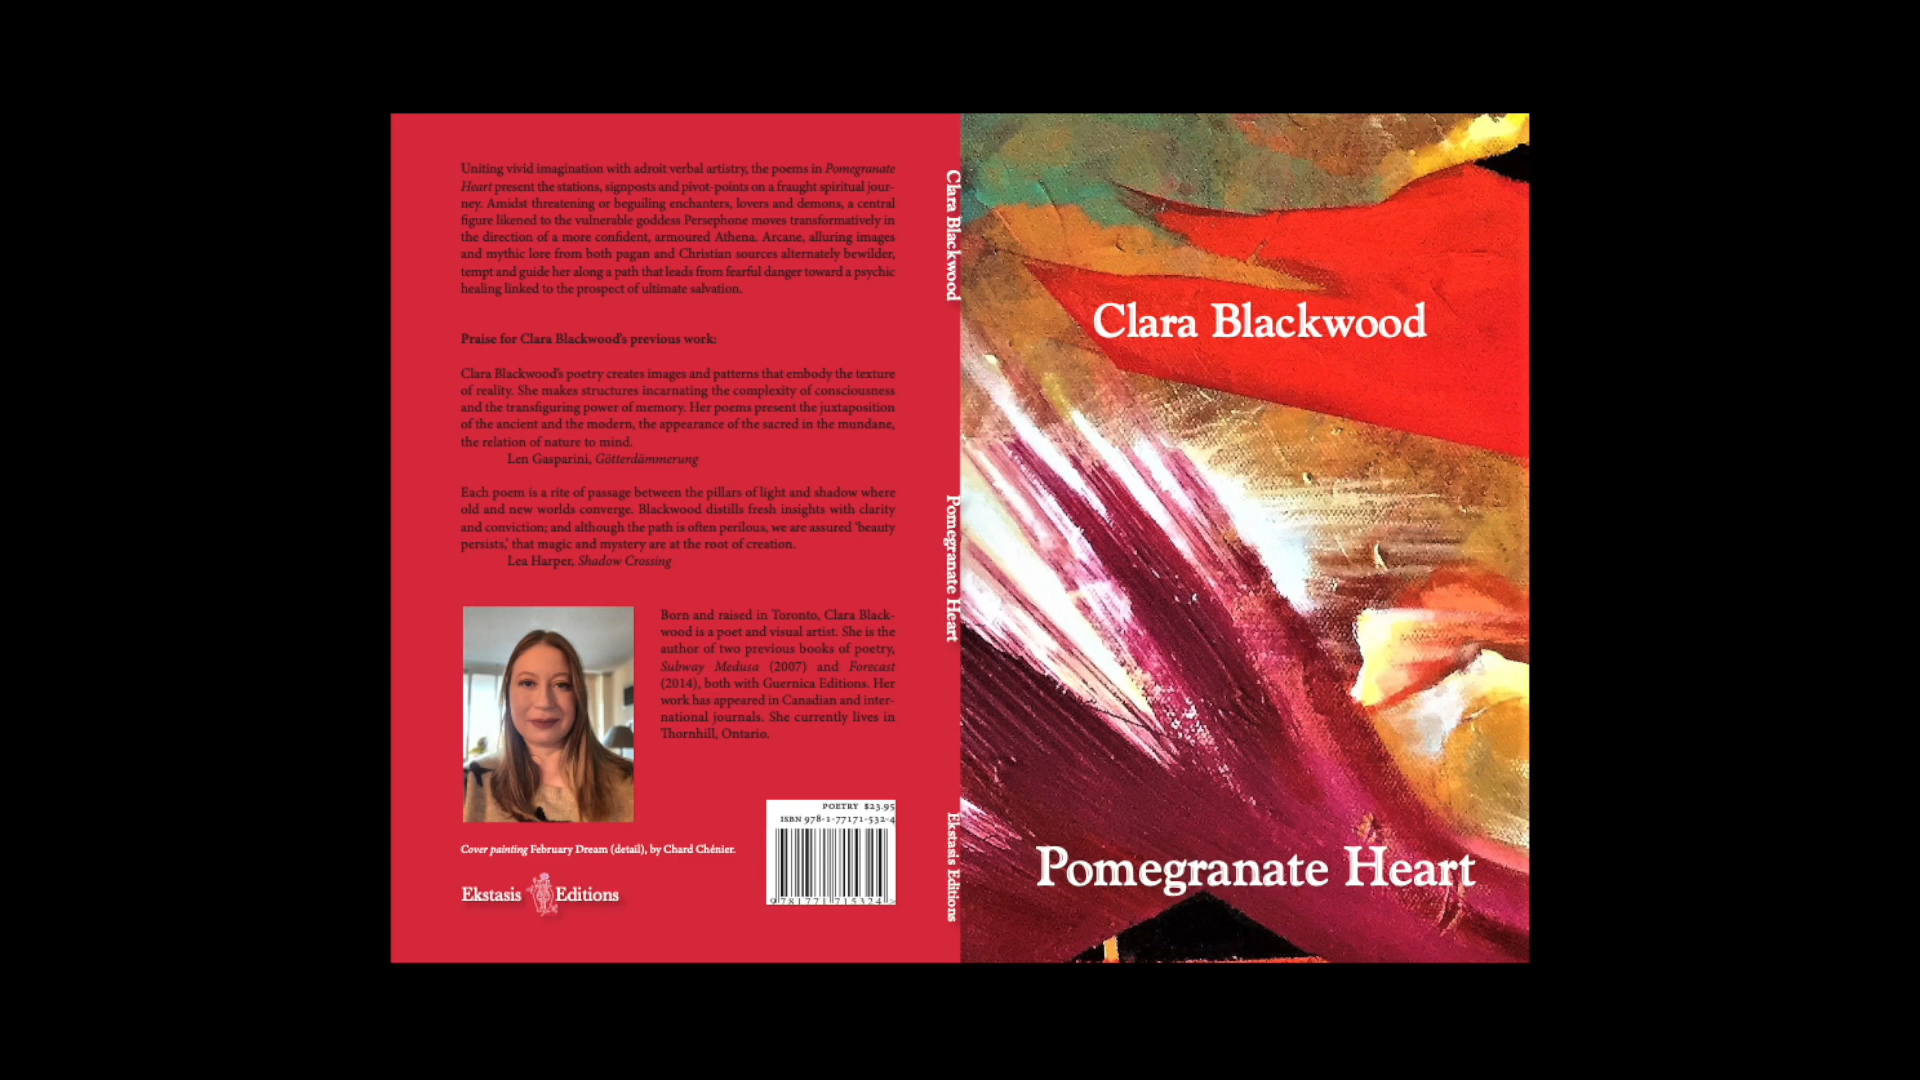 Uniting vivid imagination with adroit verbal artistry, the poems in Pomegranate
Heart present the stations, signposts and pivot-points on a fraught spiritual jour-
ney. Amidst threatening or beguiling enchanters, lovers and demons, a central
figure likened to the vulnerable goddess Persephone moves transformatively in
the direction of a more confident, armoured Athena. Arcane, alluring images
and mythic lore from both pagan and Christian sources alternately bewilder,
tempt and guide her along a path that leads from fearful danger toward a psychic
healing linked to the prospect of ultimate salvation.
Praise for Clara Blackwood's previous work:
Clara Blackwood's poetry creates images and patterns that embody the texture
of reality. She makes structures incarnating the complexity of consciousness
and the transfiguring power of memory. Her poems present the juxtaposition
of the ancient and the modern, the appearance of the sacred in the mundane,
the relation of nature to mind.
Len Gasparini, Götterdämmerung
Each poem is a rite of passage between the pillars of light and shadow where
old and new worlds converge. Blackwood distills fresh insights with clarity
and conviction; and although the path is often perilous, we are assured 'beauty
persists,' that magic and mystery are at the root of creation.
Lea Harper, Shadow Crossing
Born and raised in Toronto, Clara Black-
wood is a poet and visual artist. She is the
author of two previous books of poetry,
Subway Medusa (2007) and Forecast
(2014), both with Guernica Editions. Her
work has appeared in Canadian and inter-
national journals. She currently lives in
Thornhill, Ontario.
POETRY $23.95
ISBN 978-1-77171-532-4
9 781771 715324 >
Cover painting February Dream (detail), by Chard Chénier.
Ekstasis Editions
Clara Blackwood
Pomegranate Heart
Ekstasis Editions
Clara Blackwood
Pomegranate Heart